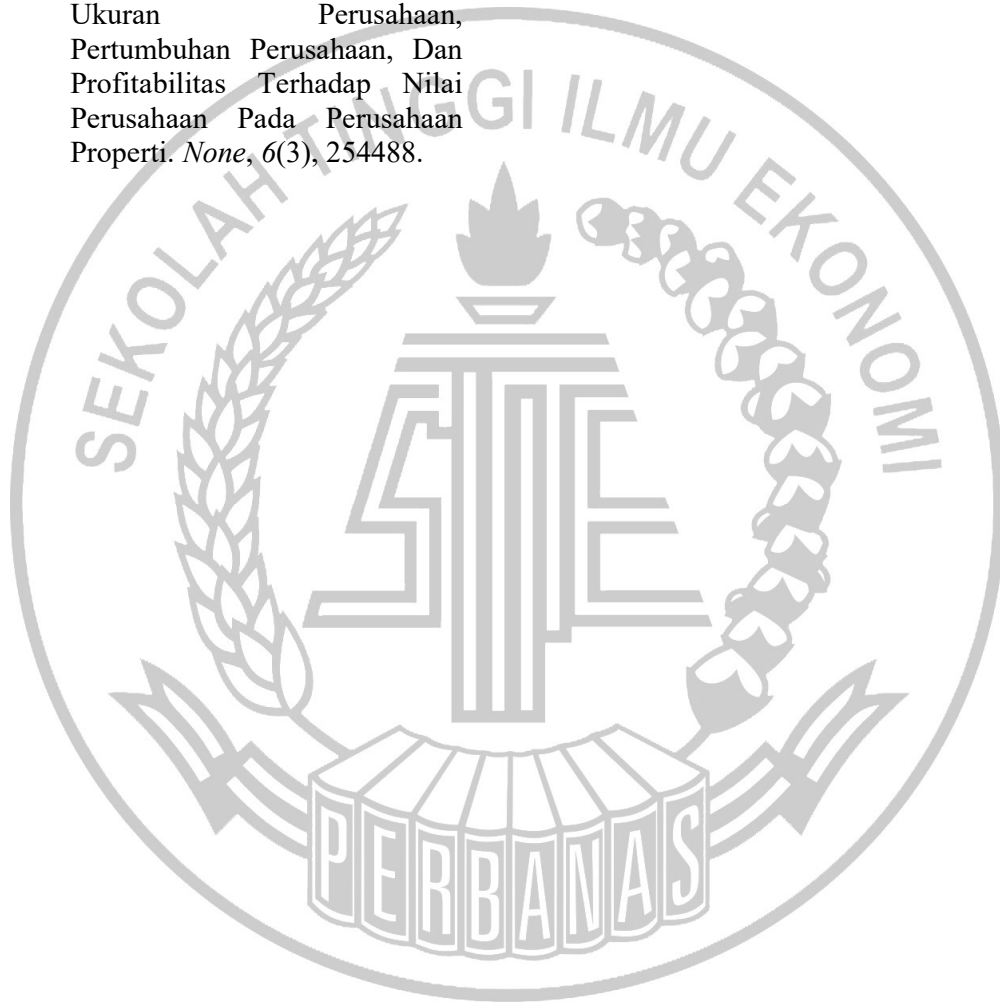 Ukuran Perusahaan,
Pertumbuhan Perusahaan, Dan
Profitabilitas Terhadap Nilai
Perusahaan Pada Perusahaan
Properti. None, 6(3), 254488.
SEKOLAH TINGGI ILMU EKONOMI
STIE
PERBANAS